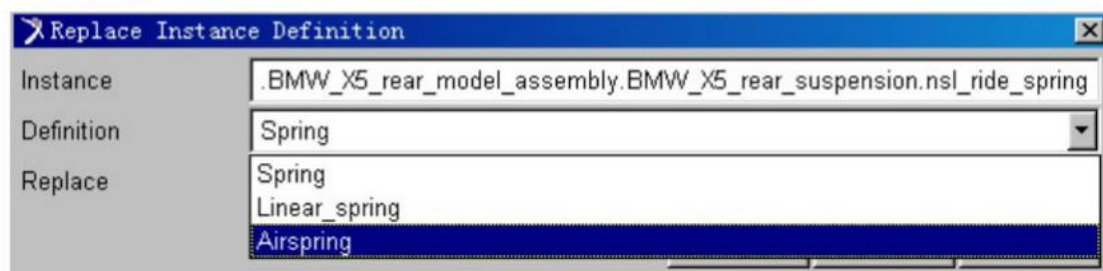 Replace Instance Definition
Instance .BMW_X5_rear_model_assembly.BMW_X5_rear_suspension.nsl_ride_spring
Definition Spring
Replace Spring
Linear_spring
Airspring